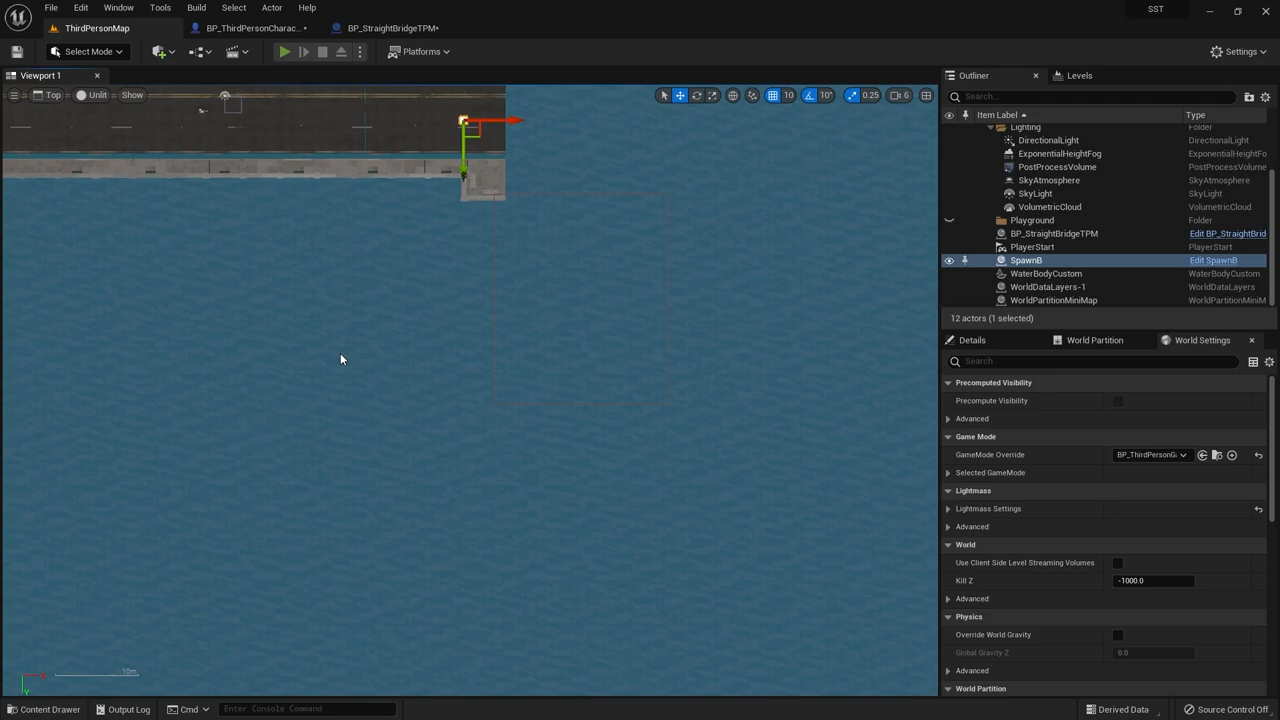 File Edit Window Tools Build Select Actor Help SST
ThirdPersonMap BP_ThirdPersonCharac...• BP_StraightBridgeTPM•
Select Mode Platforms Settings
Viewport 1 Outliner Levels
Top Unlit Show 10 10° 0.25 6 Search...
Item Label Type
Lighting Folder
DirectionalLight DirectionalLight
ExponentialHeightFog ExponentialHeightFo
PostProcessVolume PostProcessVolume
SkyAtmosphere SkyAtmosphere
SkyLight SkyLight
VolumetricCloud VolumetricCloud
Playground Folder
BP_StraightBridgeTPM Edit BP_StraightBrid
PlayerStart PlayerStart
SpawnB Edit SpawnB
WaterBodyCustom WaterBodyCustom
WorldDataLayers-1 WorldDataLayers
WorldPartitionMiniMap WorldPartitionMiniM
12 actors (1 selected)
Details World Partition World Settings
Search
Precomputed Visibility
Precompute Visibility
Advanced
Game Mode
GameMode Override BP_ThirdPersonGa
Selected GameMode
Lightmass
Lightmass Settings
Advanced
World
Use Client Side Level Streaming Volumes
Kill Z -1000.0
Advanced
Physics
Override World Gravity
Global Gravity Z 0.0
Advanced
World Partition
10m
Content Drawer Output Log Cmd Enter Console Command Derived Data Source Control Off